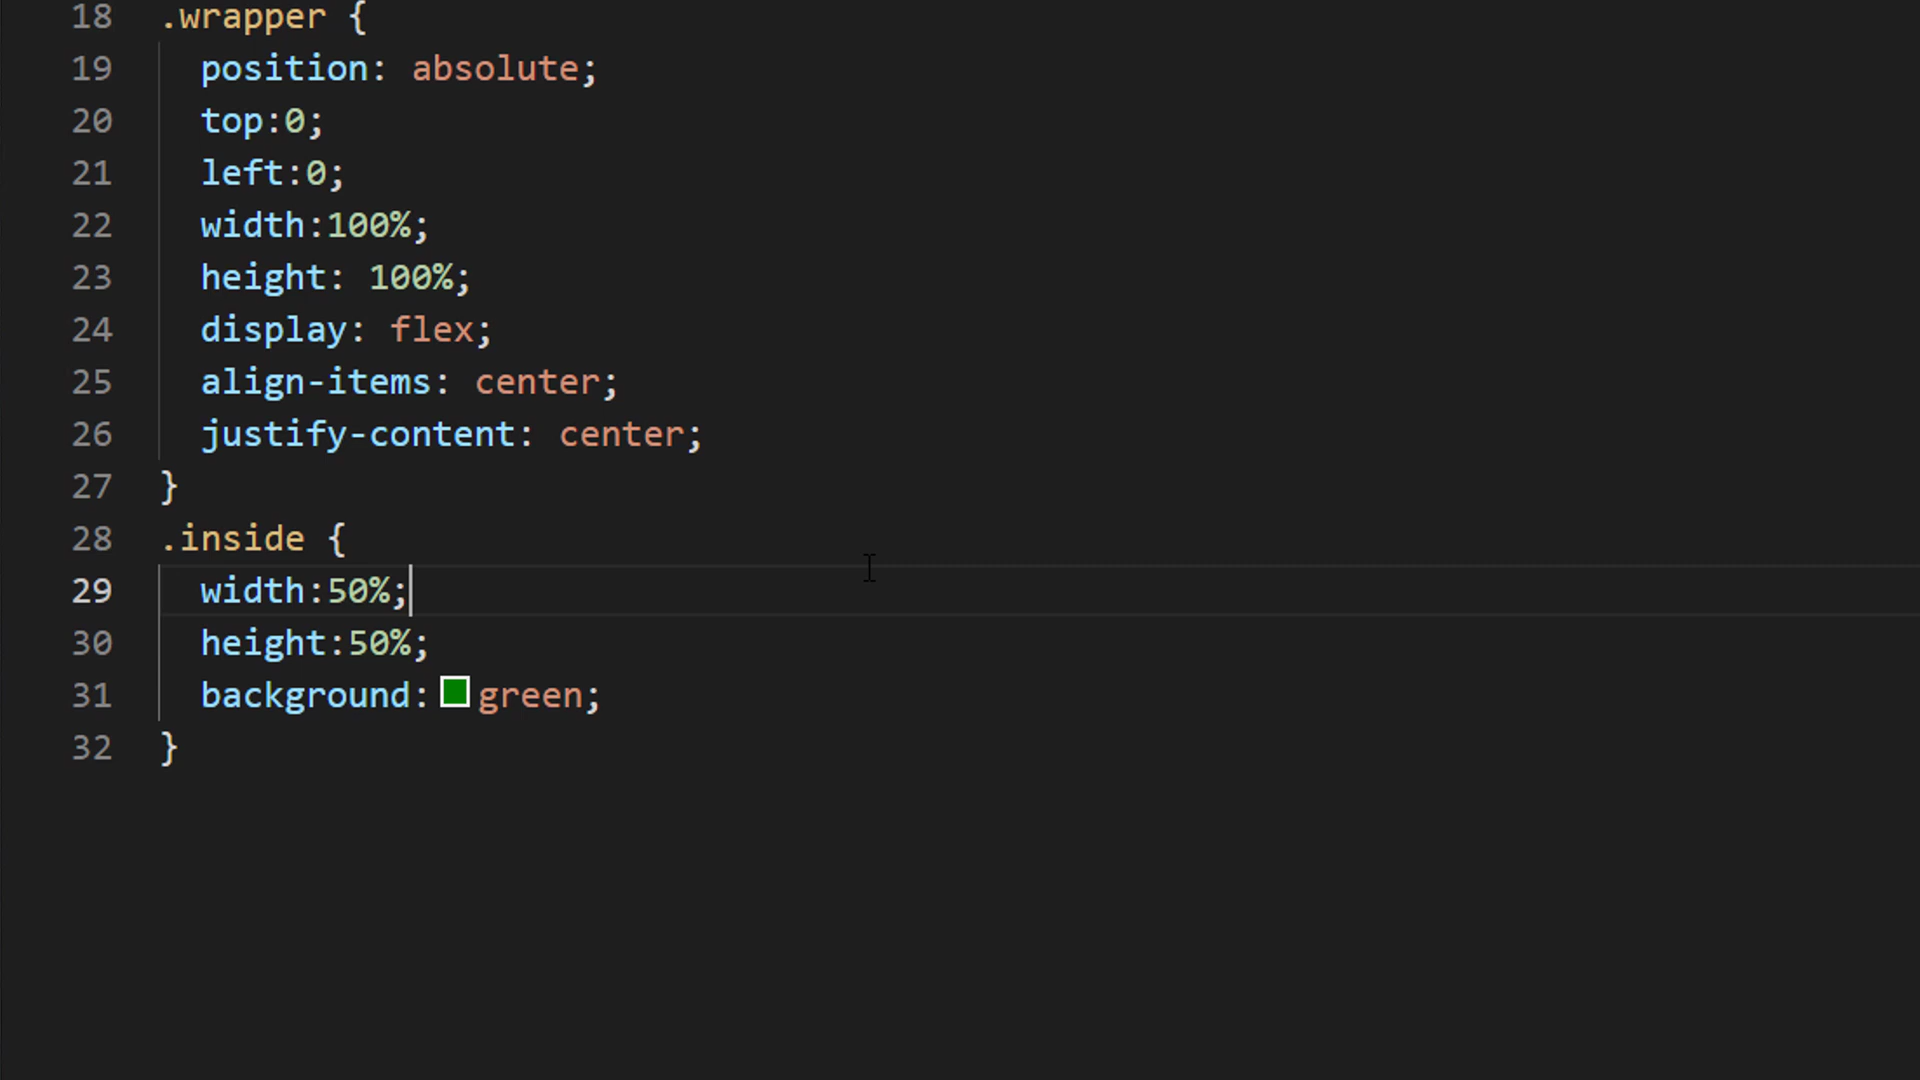 18 .wrapper {
19 position: absolute;
20 top:0;
21 left:0;
22 width:100%;
23 height: 100%;
24 display: flex;
25 align-items: center;
26 justify-content: center;
27 }
28 .inside {
29 width:50%;
30 height:50%;
31 background: green;
32 }